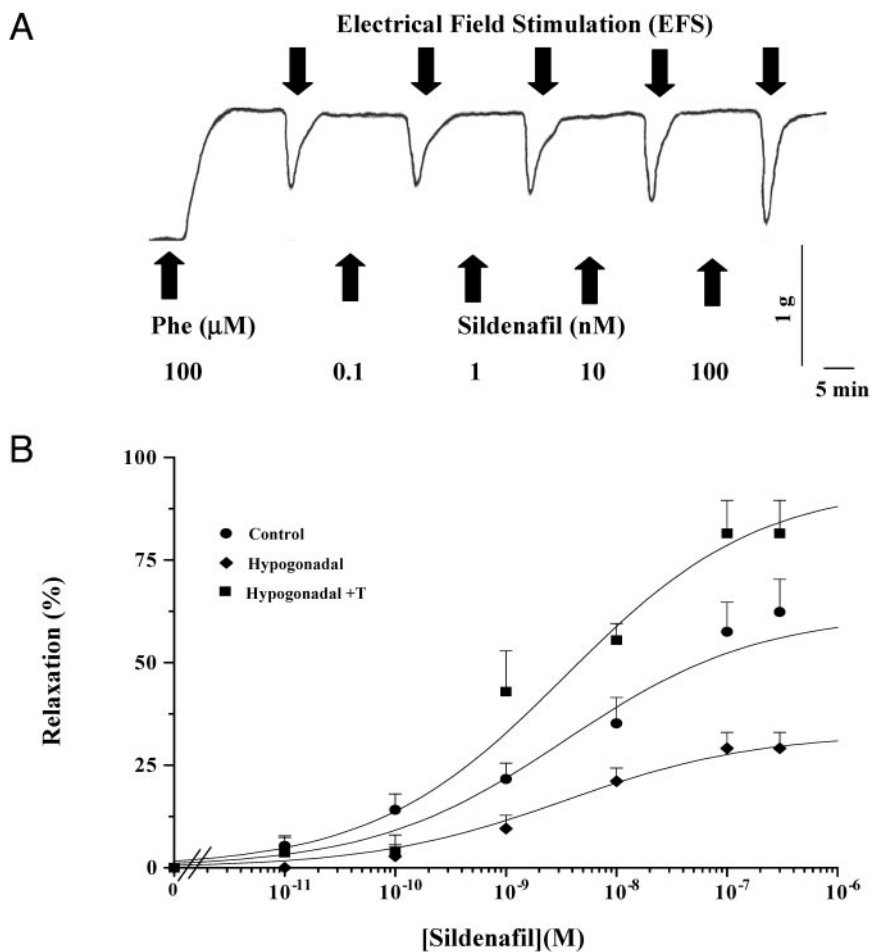 A
Electrical Field Stimulation (EFS)
Phe (μM)
Sildenafil (nM)
100
0.1
1
10
100
1 g
5 min
B
100
75
50
25
0
Relaxation (%)
Control
Hypogonadal
Hypogonadal +T
0
10-11
10-10
10-9
10-8
10-7
10-6
[Sildenafil](M)